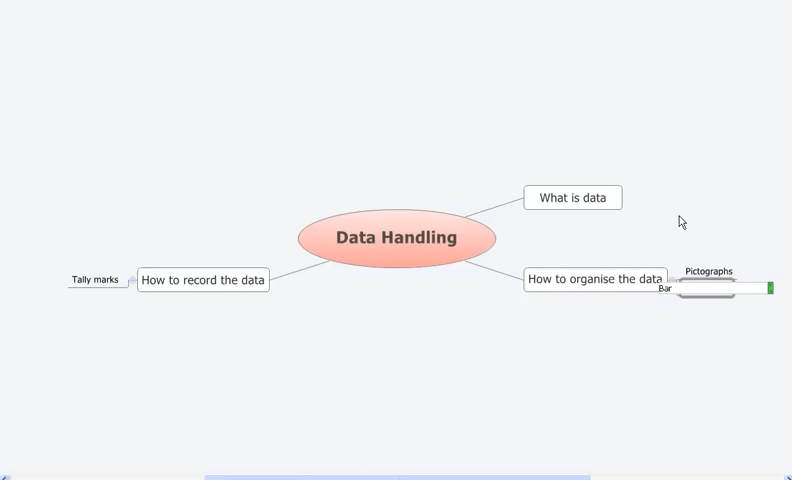 What is data
Data Handling
Pictographs
Tally marks
How to record the data
How to organise the data
Bar